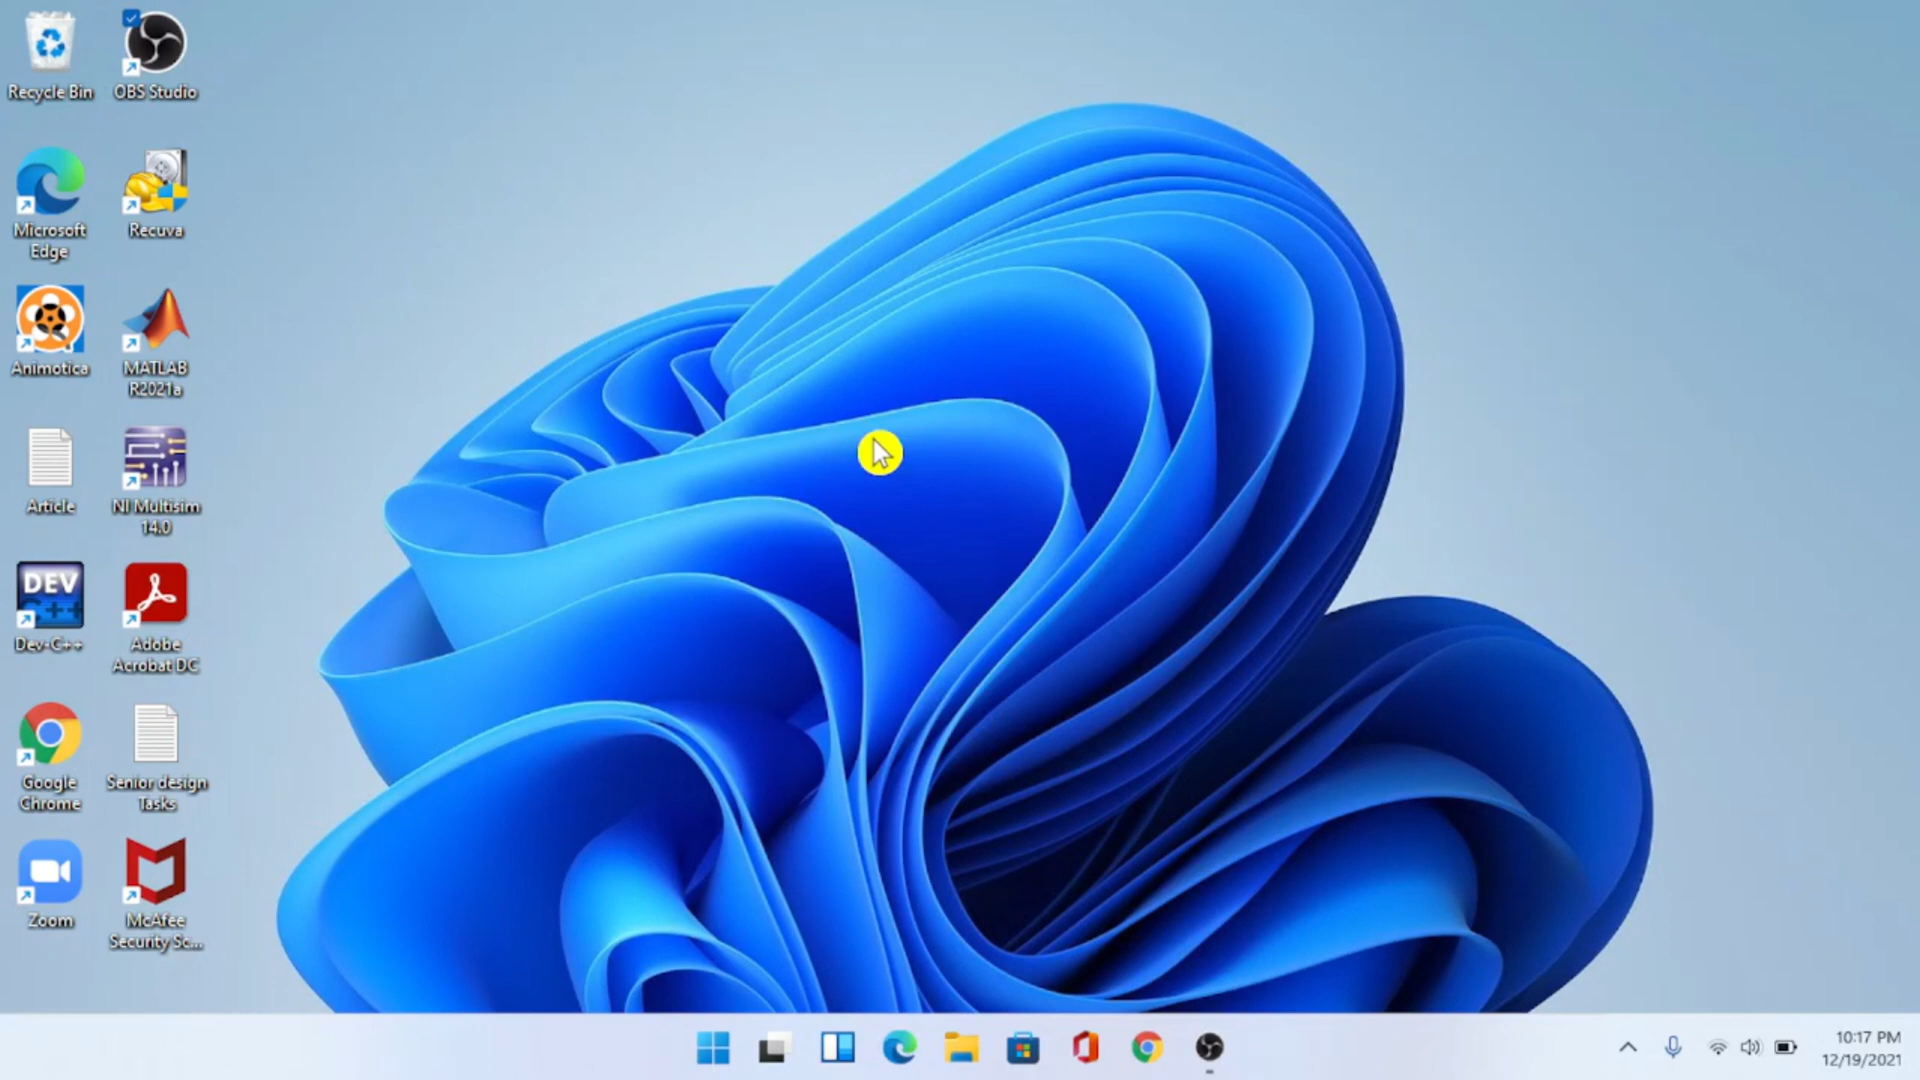 Recycle Bin
OBS Studio
Microsoft
Edge
Recuva
Animotica
MATLAB
R2021a
Article
NI Multisim
14.0
DEV
C++
Dev-C++
Adobe
Acrobat DC
Google
Chrome
Senior design
Tasks
Zoom
McAfee
Security Sc...
10:17 PM
12/19/2021